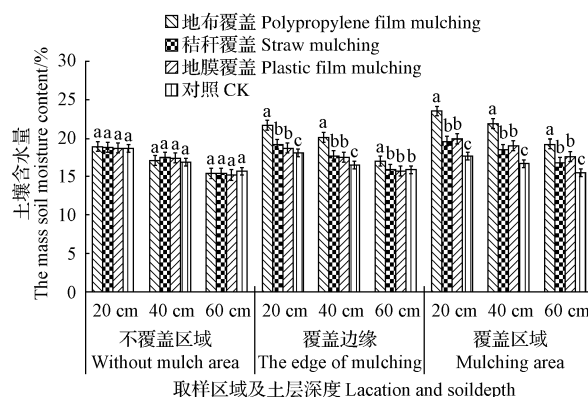 地布覆盖 Polypropylene film mulching
秸秆覆盖 Straw mulching
地膜覆盖 Plastic film mulching
对照 CK
土壤含水量
The mass soil moisture content/%
30
25
20
15
10
5
0
a a a a
a a a a
a a a a
a b b c
a b b c
a b b b
a b b c
a b b c
a b b c
20 cm 40 cm 60 cm 20 cm 40 cm 60 cm 20 cm 40 cm 60 cm
不覆盖区域 覆盖边缘 覆盖区域
Without mulch area The edge of mulching Mulching area
取样区域及土层深度 Lacation and soildepth